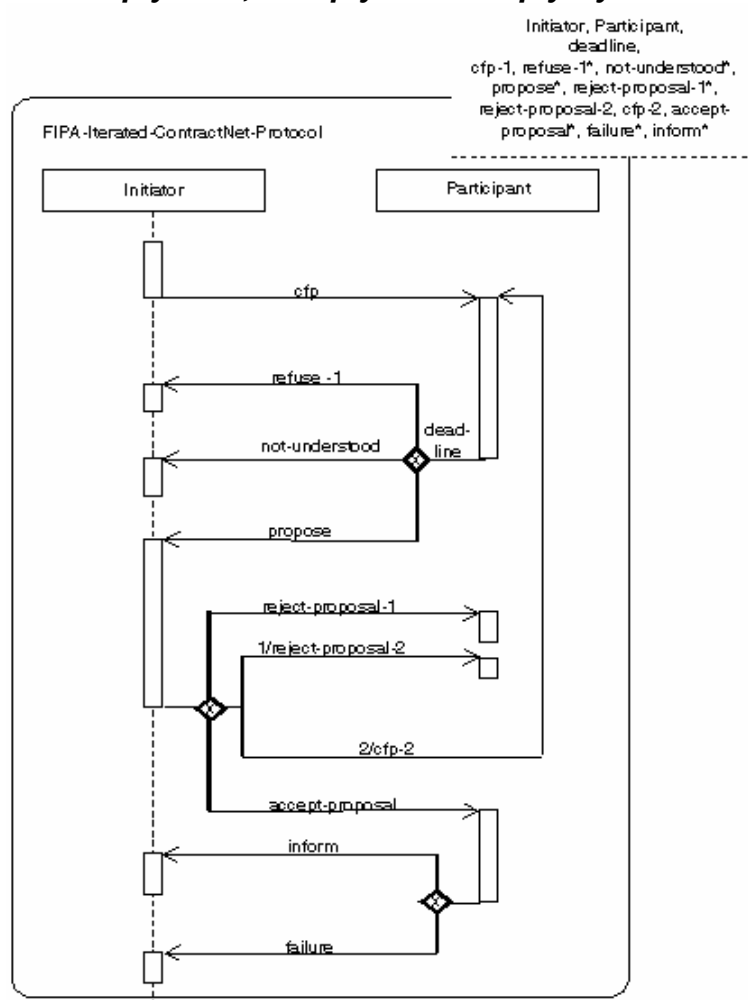 Initiator, Participant,
deadline,
cfp-1, refuse-1*, not-understood*,
propose*, reject-proposal-1*,
reject-proposal-2, cfp-2, accept-
proposal*, failure*, inform*
FIPA-Iterated-ContractNet-Protocol
Initiator
Participant
cfp
refuse -1
dead-
line
not-understood
propose
reject-proposal-1
1/reject-proposal-2
2/cfp-2
accept-proposal
inform
failure
x
x
x